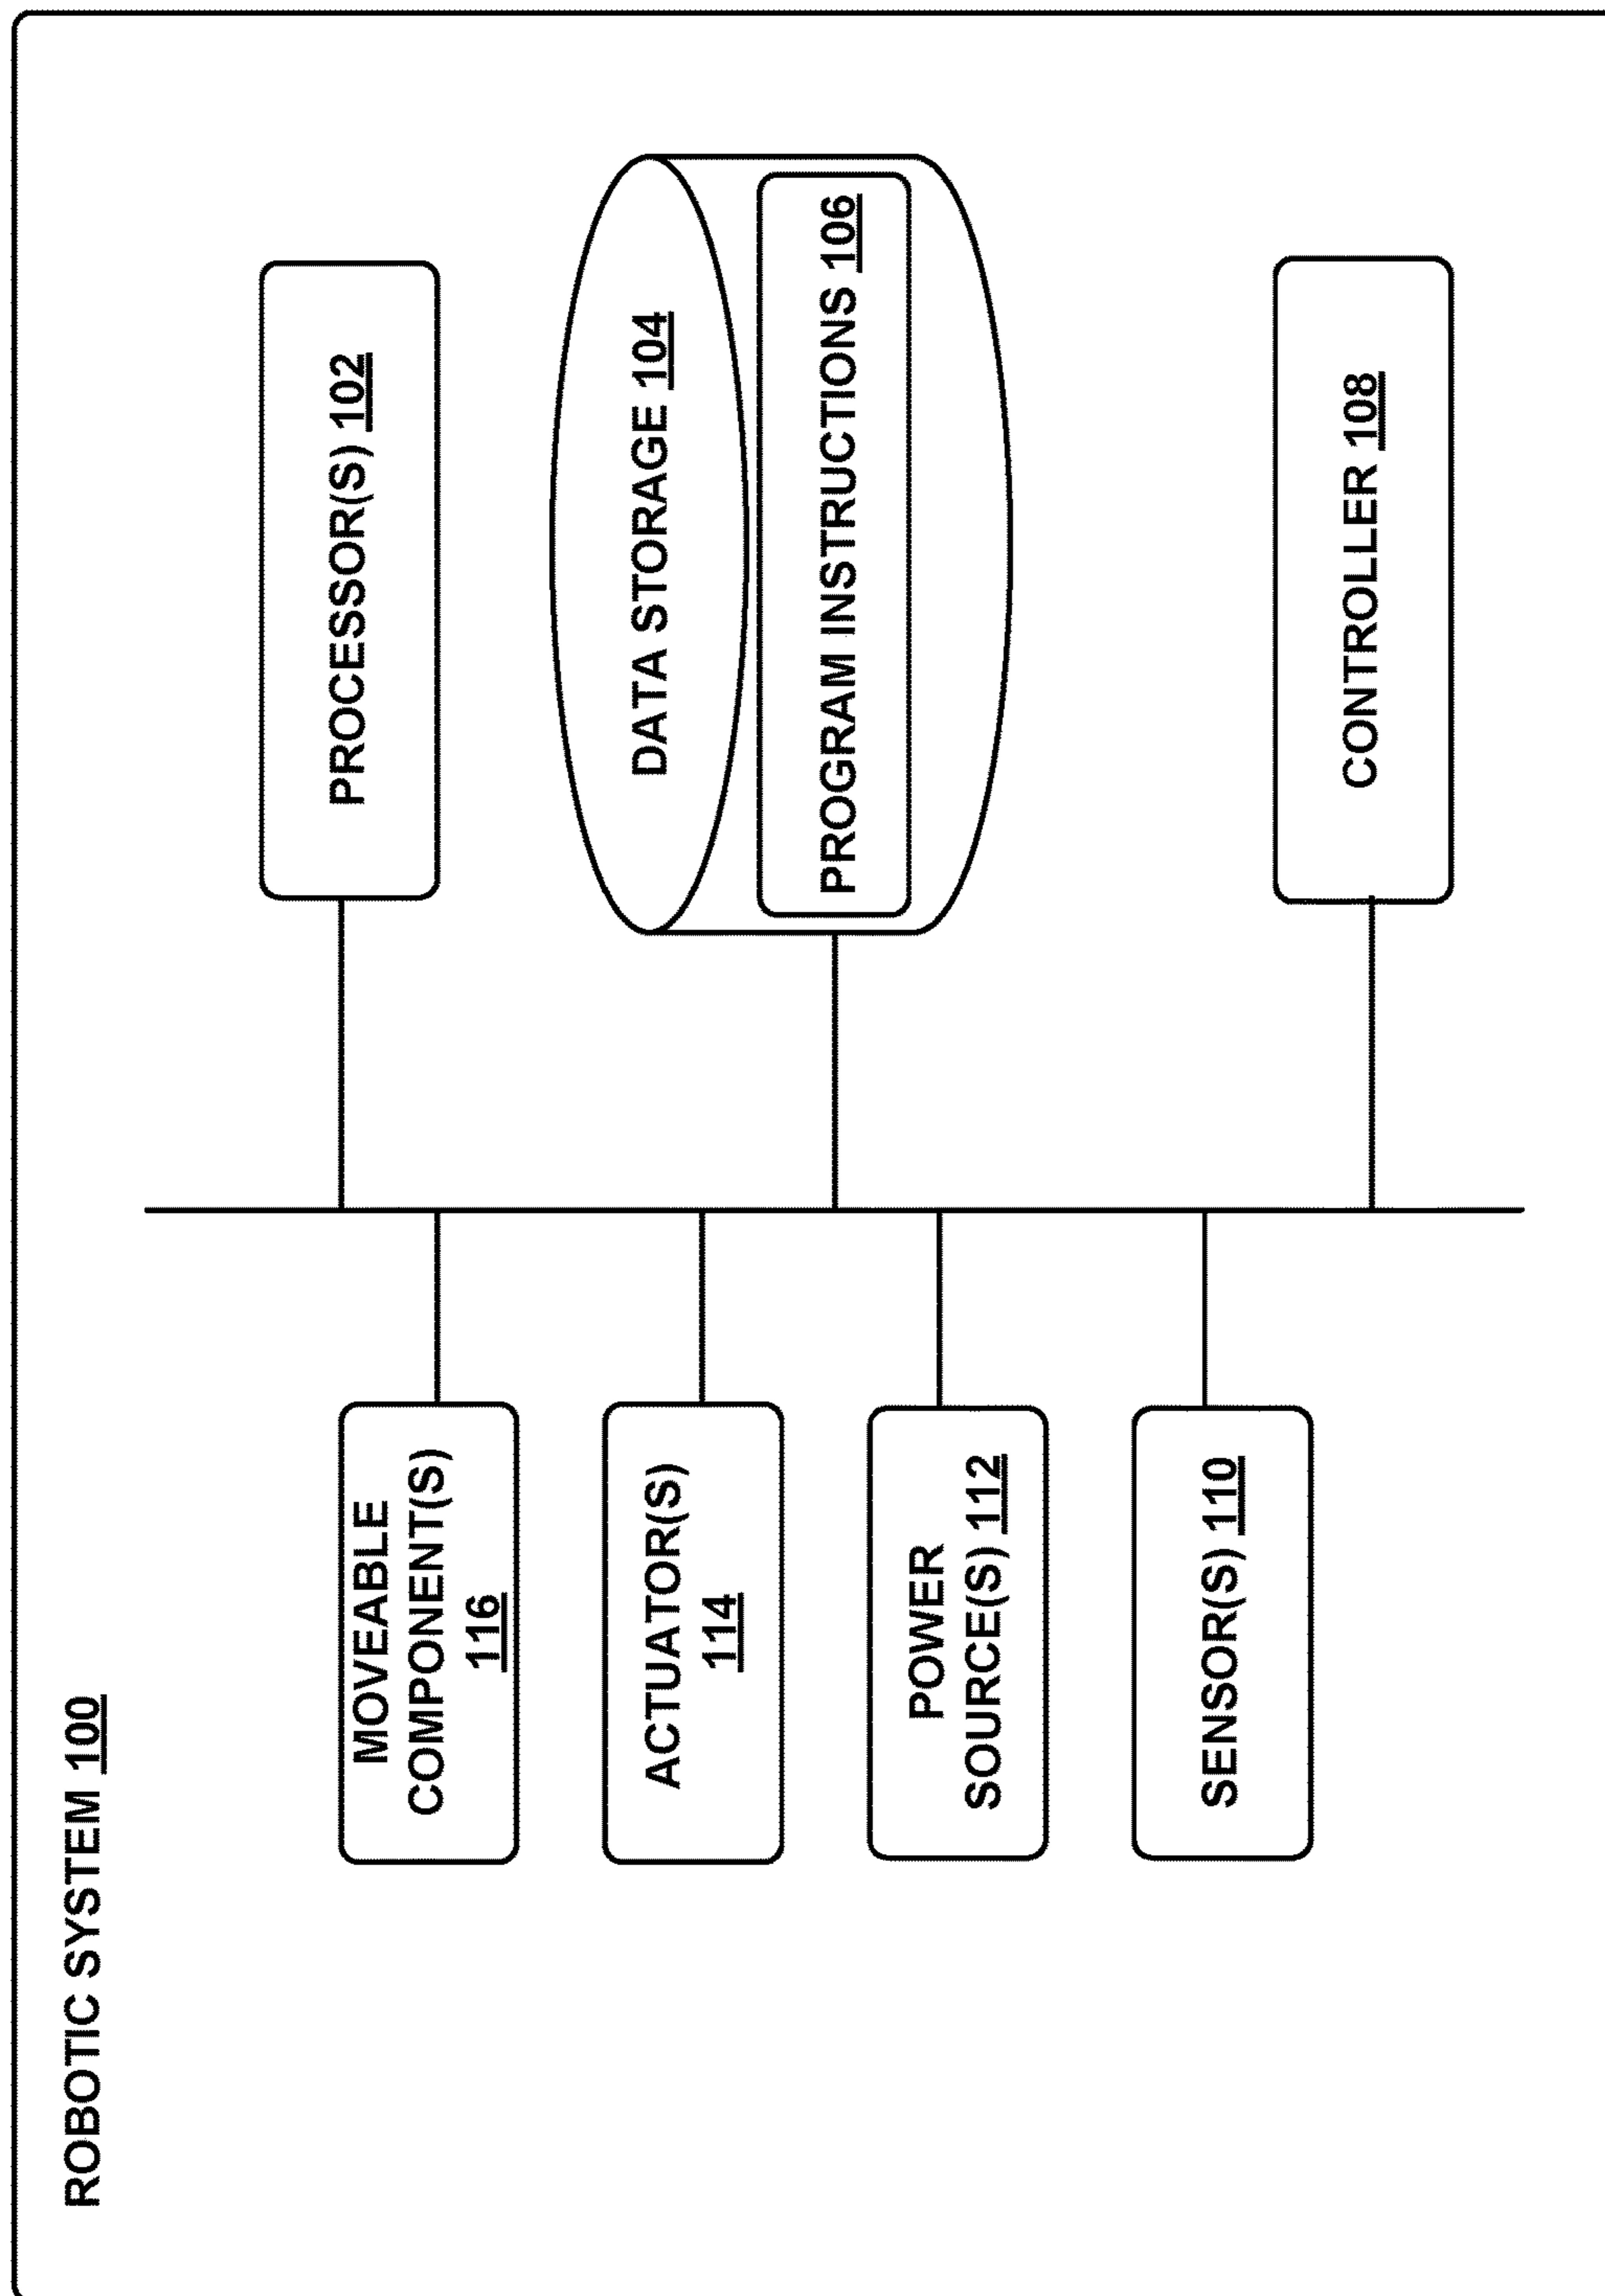 ROBOTIC SYSTEM 100
MOVEABLE
COMPONENT(S)
116
ACTUATOR(S)
114
POWER
SOURCE(S) 112
SENSOR(S) 110
PROCESSOR(S) 102
DATA STORAGE 104
PROGRAM INSTRUCTIONS 106
CONTROLLER 108